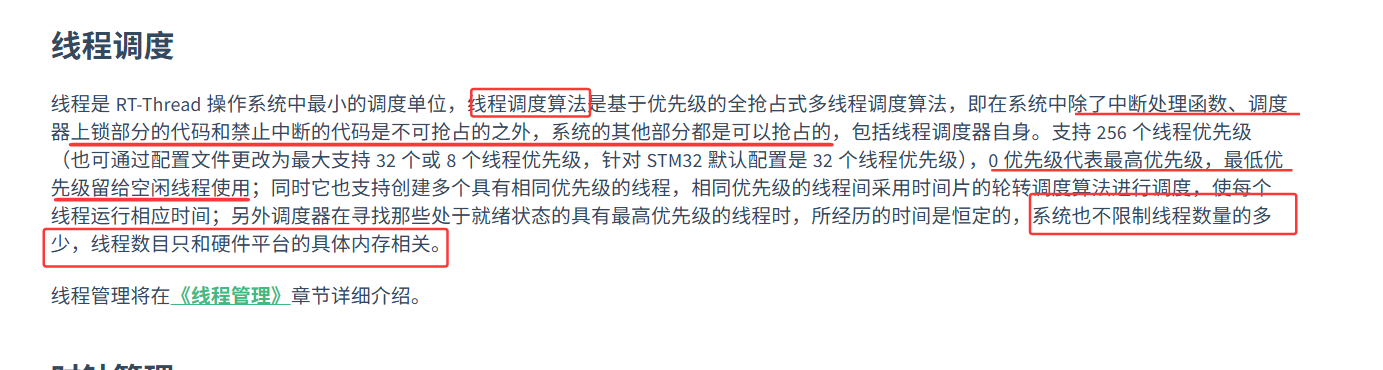 线程调度
线程是 RT-Thread 操作系统中最小的调度单位，线程调度算法是基于优先级的全抢占式多线程调度算法，即在系统中除了中断处理函数、调度
器上锁部分的代码和禁止中断的代码是不可抢占的之外，系统的其他部分都是可以抢占的，包括线程调度器自身。支持 256 个线程优先级
（也可通过配置文件更改为最大支持 32 个或 8 个线程优先级，针对 STM32 默认配置是 32 个线程优先级），0 优先级代表最高优先级，最低优
先级留给空闲线程使用；同时它也支持创建多个具有相同优先级的线程，相同优先级的线程间采用时间片的轮转调度算法进行调度，使每个
线程运行相应时间；另外调度器在寻找那些处于就绪状态的具有最高优先级的线程时，所经历的时间是恒定的，系统也不限制线程数量的多
少，线程数目只和硬件平台的具体内存相关。
线程管理将在《线程管理》章节详细介绍。
时钟管理